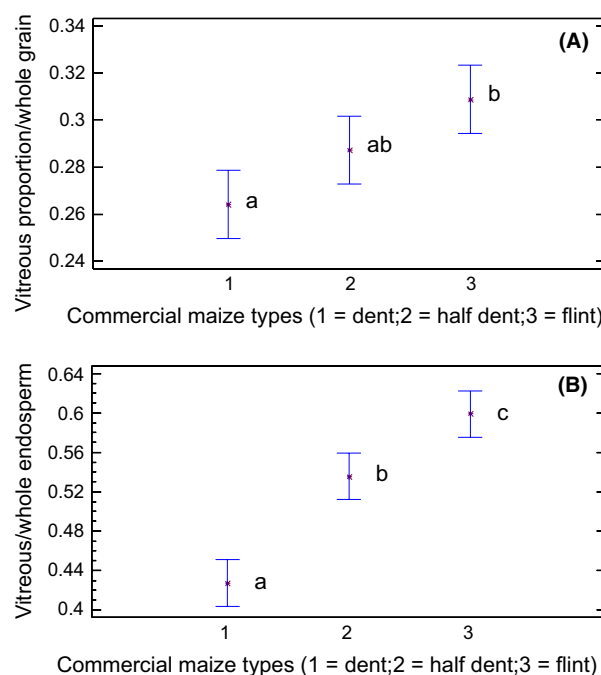 0.34
(A)
0.32
b
0.3
ab
0.28
a
0.26
0.24
Vitreous proportion/whole grain
1 2 3
Commercial maize types (1 = dent;2 = half dent;3 = flint)
0.64
(B)
0.6
c
0.56
b
0.52
0.48
0.44
a
0.4
Vitreous/whole endosperm
1 2 3
Commercial maize types (1 = dent;2 = half dent;3 = flint)